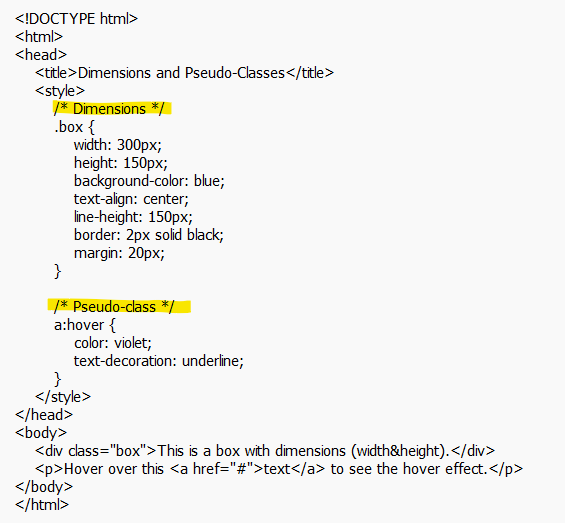 <!DOCTYPE html>
<html>
<head>
    <title>Dimensions and Pseudo-Classes</title>
    <style>
        /* Dimensions */
        .box {
            width: 300px;
            height: 150px;
            background-color: blue;
            text-align: center;
            line-height: 150px;
            border: 2px solid black;
            margin: 20px;
        }

        /* Pseudo-class */
        a:hover {
            color: violet;
            text-decoration: underline;
        }
    </style>
</head>
<body>
    <div class="box">This is a box with dimensions (width&height).</div>
    <p>Hover over this <a href="#">text</a> to see the hover effect.</p>
</body>
</html>